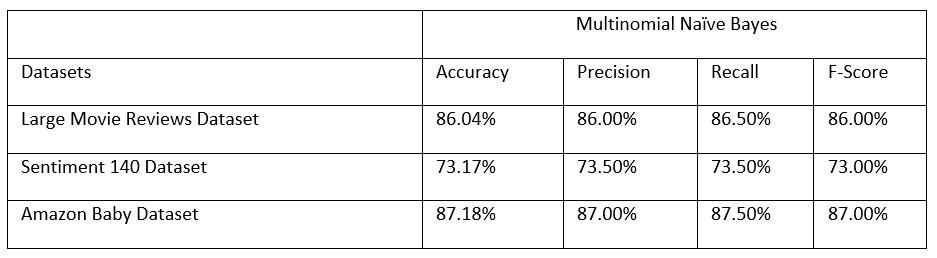 Multinomial Naïve Bayes
Datasets Accuracy Precision Recall F-Score
Large Movie Reviews Dataset 86.04% 86.00% 86.50% 86.00%
Sentiment 140 Dataset 73.17% 73.50% 73.50% 73.00%
Amazon Baby Dataset 87.18% 87.00% 87.50% 87.00%